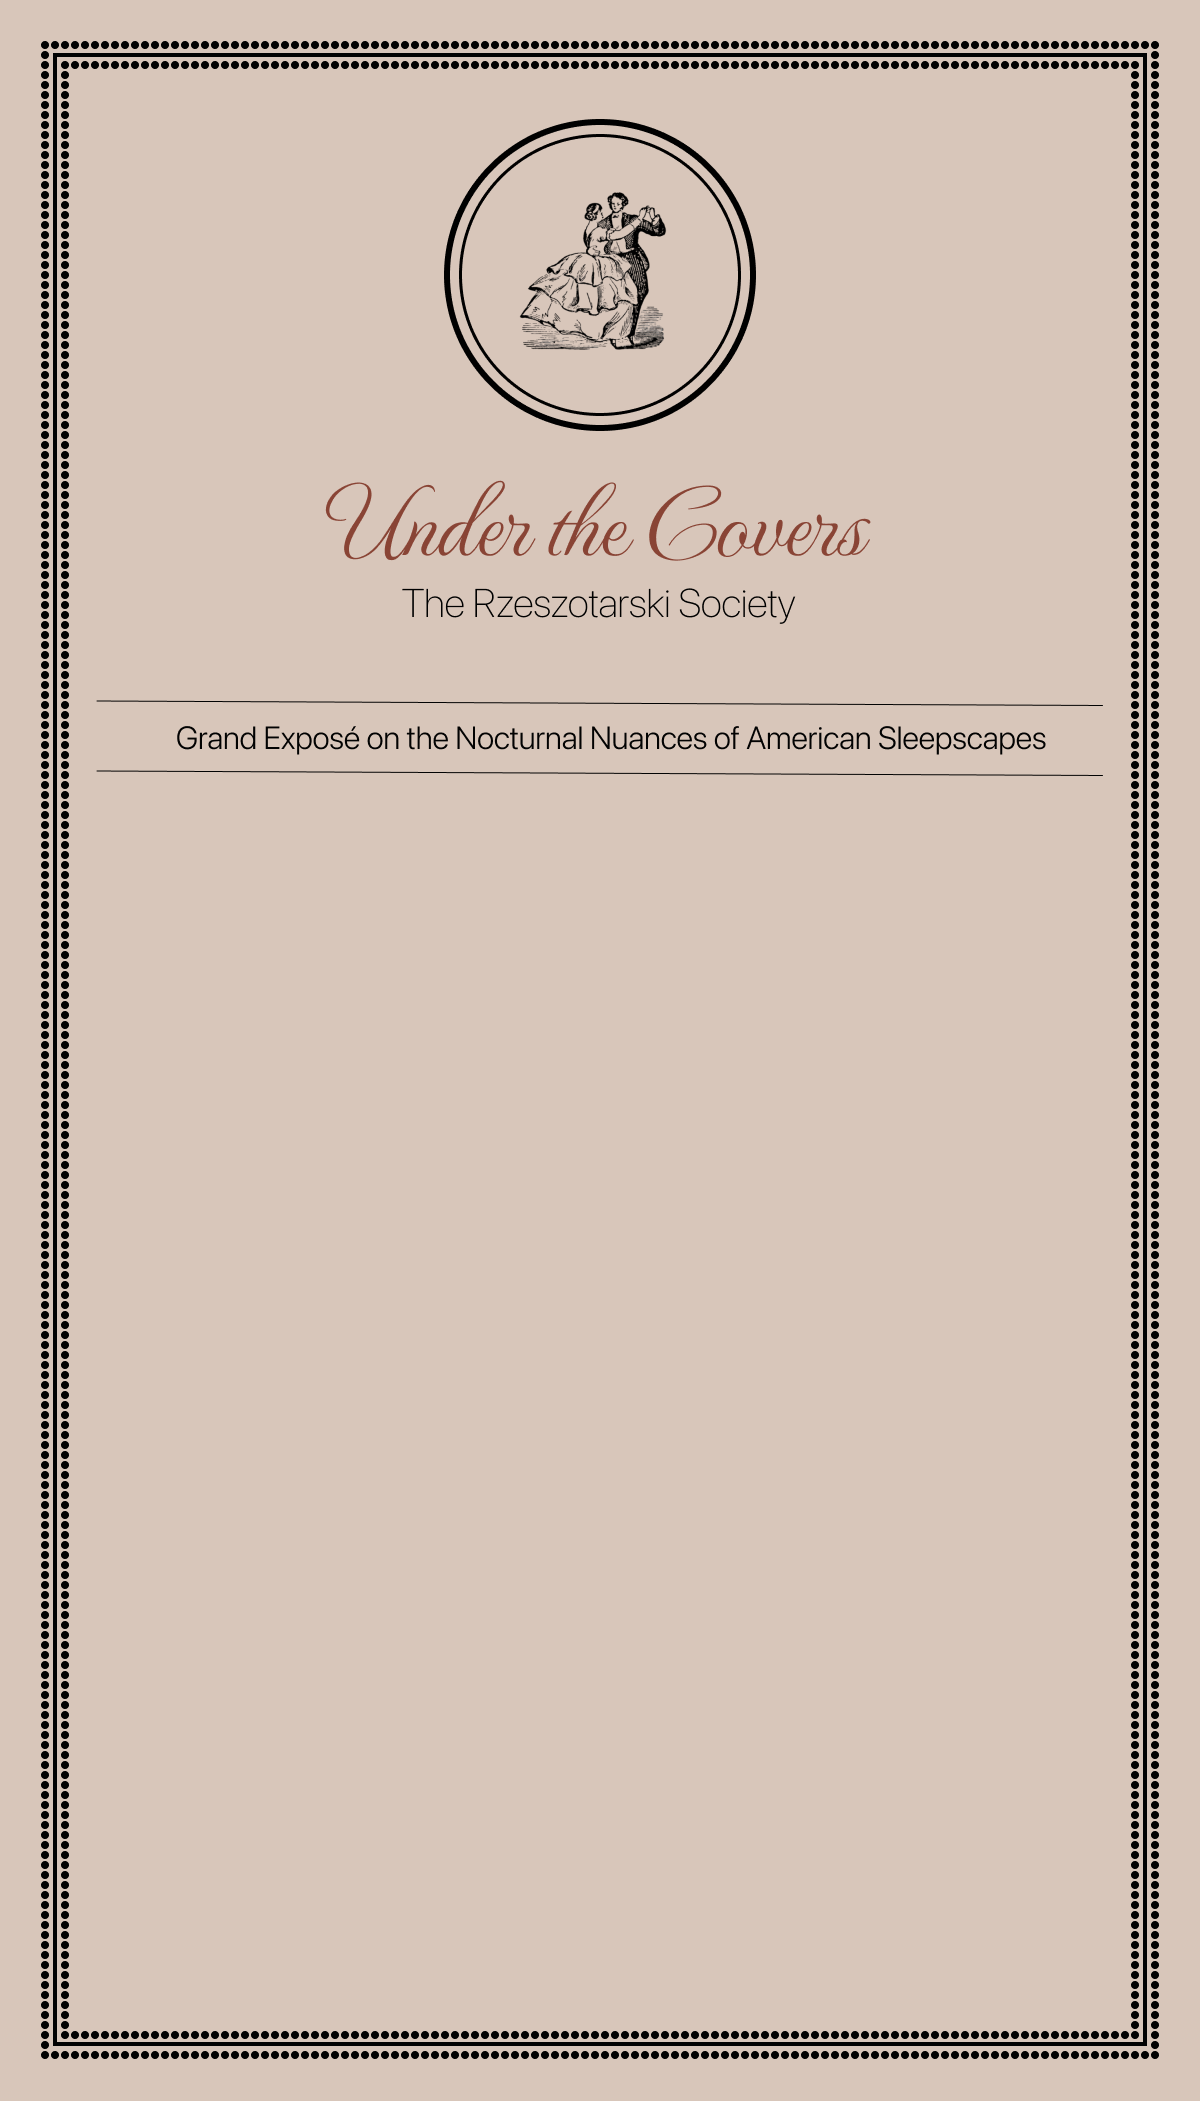 Under the Covers
The Rzeszotarski Society
Grand Exposé on the Nocturnal Nuances of American Sleepscapes